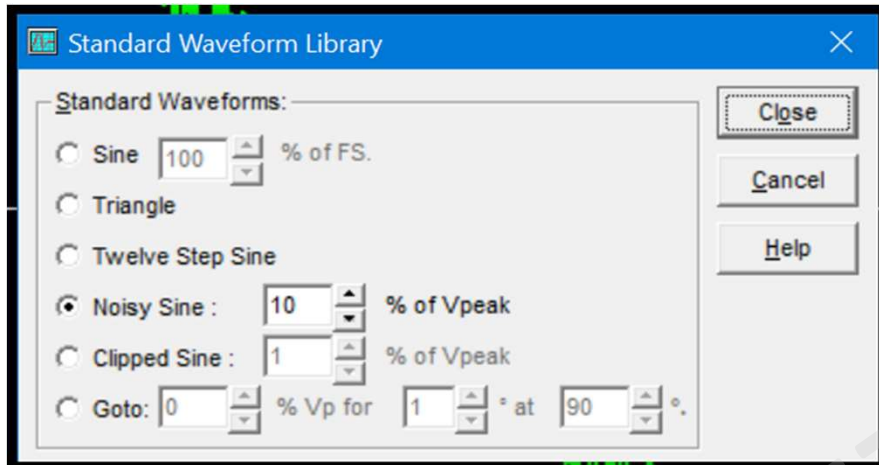 Standard Waveform Library
Standard Waveforms:
Sine 100 % of FS.
Triangle
Twelve Step Sine
Noisy Sine : 10 % of Vpeak
Clipped Sine : 1 % of Vpeak
Goto: 0 % Vp for 1 ° at 90 °.
Close
Cancel
Help